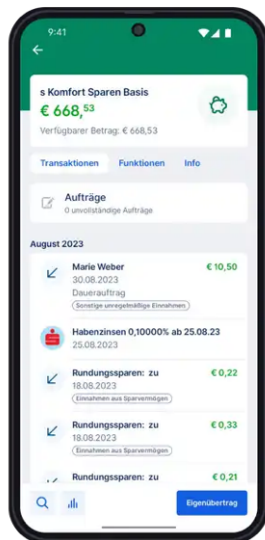 9:41
s Komfort Sparen Basis
€ 668,53
Verfügbarer Betrag: € 668,53
Transaktionen Funktionen Info
Aufträge
0 unvollständige Aufträge
August 2023
Marie Weber € 10,50
30.08.2023
Dauerauftrag
Sonstige unregelmäßige Einnahmen
Habenzinsen 0,10000% ab 25.08.23
25.08.2023
Rundungssparen: zu € 0,22
18.08.2023
Einnahmen aus Sparvermögen
Rundungssparen: zu € 0,33
18.08.2023
Einnahmen aus Sparvermögen
Rundungssparen: zu € 0,21
Eigenübertrag